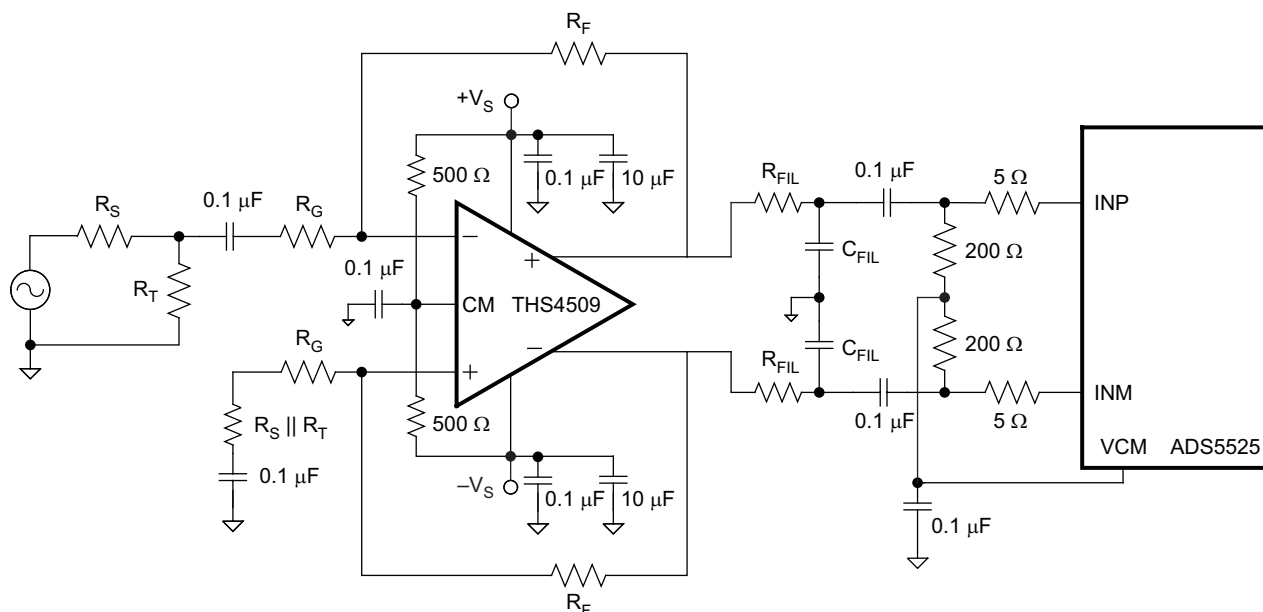 R_F
+V_S
500 Ω
0.1 μF
10 μF
R_S
0.1 μF
R_G
R_T
0.1 μF
−
+
CM
THS4509
−
+
R_G
R_S || R_T
0.1 μF
500 Ω
−V_S
0.1 μF
10 μF
R_F
R_FIL
0.1 μF
5 Ω
INP
C_FIL
200 Ω
C_FIL
200 Ω
R_FIL
0.1 μF
5 Ω
INM
VCM
ADS5525
0.1 μF